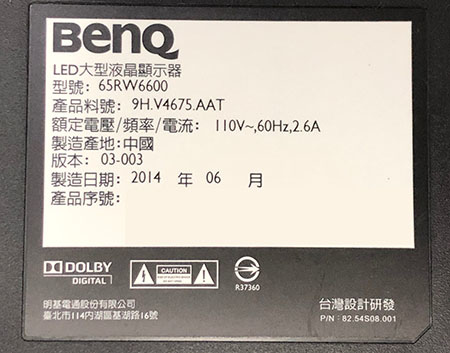 BenQ
LED大型液晶顯示器
型號: 65RW6600
產品料號: 9H.V4675.AAT
額定電壓/頻率/電流: 110V~,60Hz,2.6A
製造產地:中國
版本: 03-003
製造日期: 2014 年 06 月
產品序號:
DOLBY
DIGITAL
CAUTION
R37360
明基電通股份有限公司
臺北市114內湖區基湖路16號
台灣設計研發
P/N : 82.54S08.001